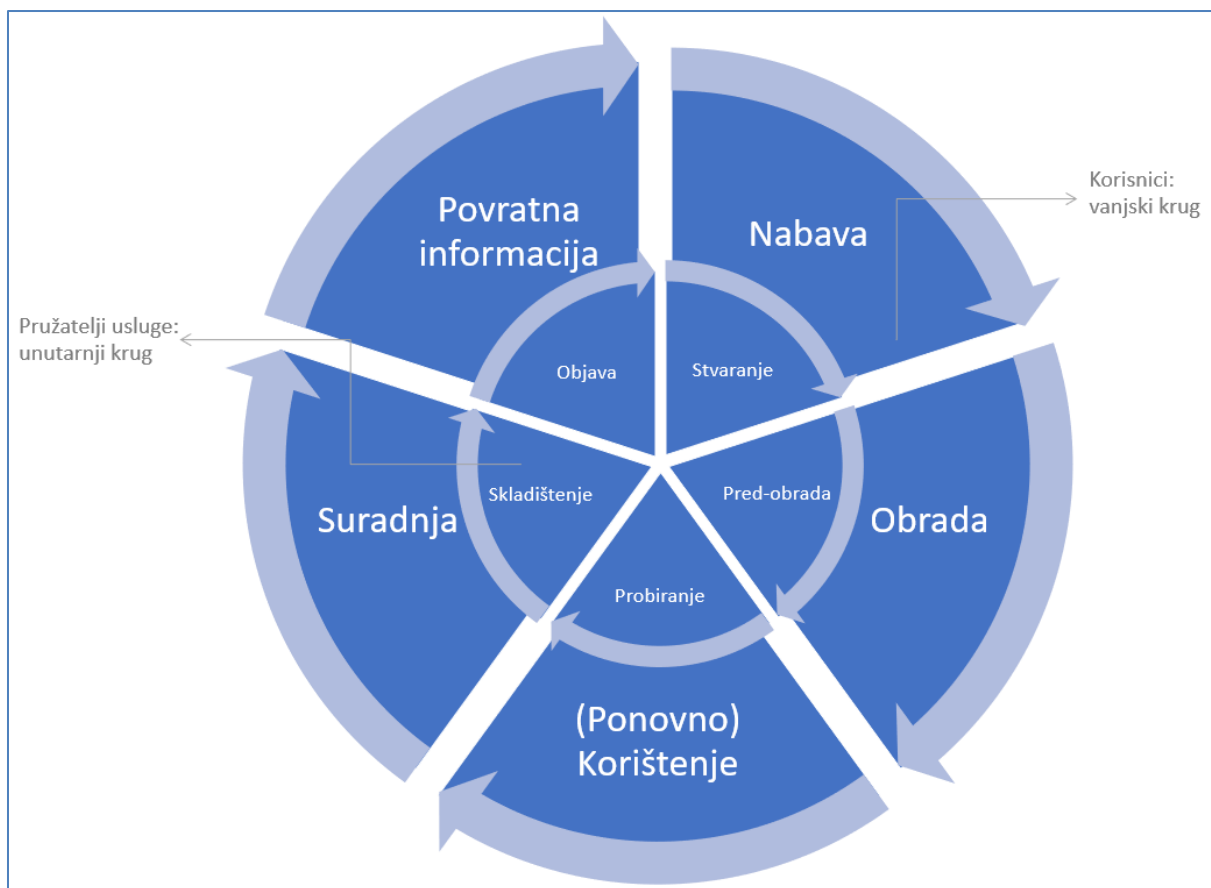 Povratna
informacija
Nabava
Korisnici:
vanjski krug
Pružatelji usluge:
unutarnji krug
Objava
Stvaranje
Suradnja
Skladištenje
Pred-obrada
Obrada
Probiranje
(Ponovno)
Korištenje